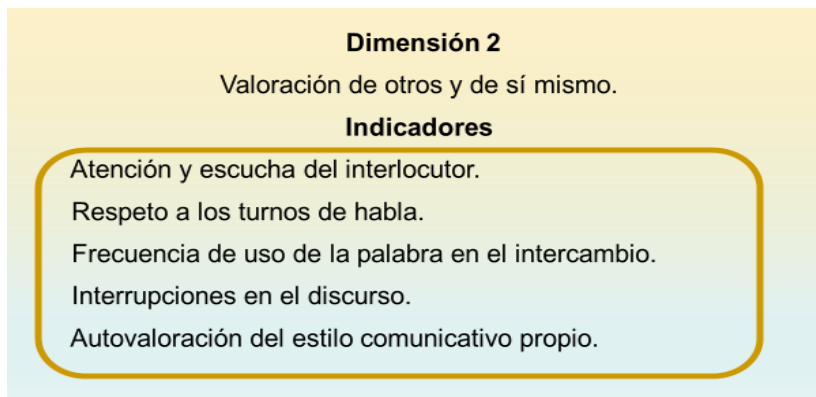 Dimensión 2
Valoración de otros y de sí mismo.
Indicadores
Atención y escucha del interlocutor.
Respeto a los turnos de habla.
Frecuencia de uso de la palabra en el intercambio.
Interrupciones en el discurso.
Autovaloración del estilo comunicativo propio.